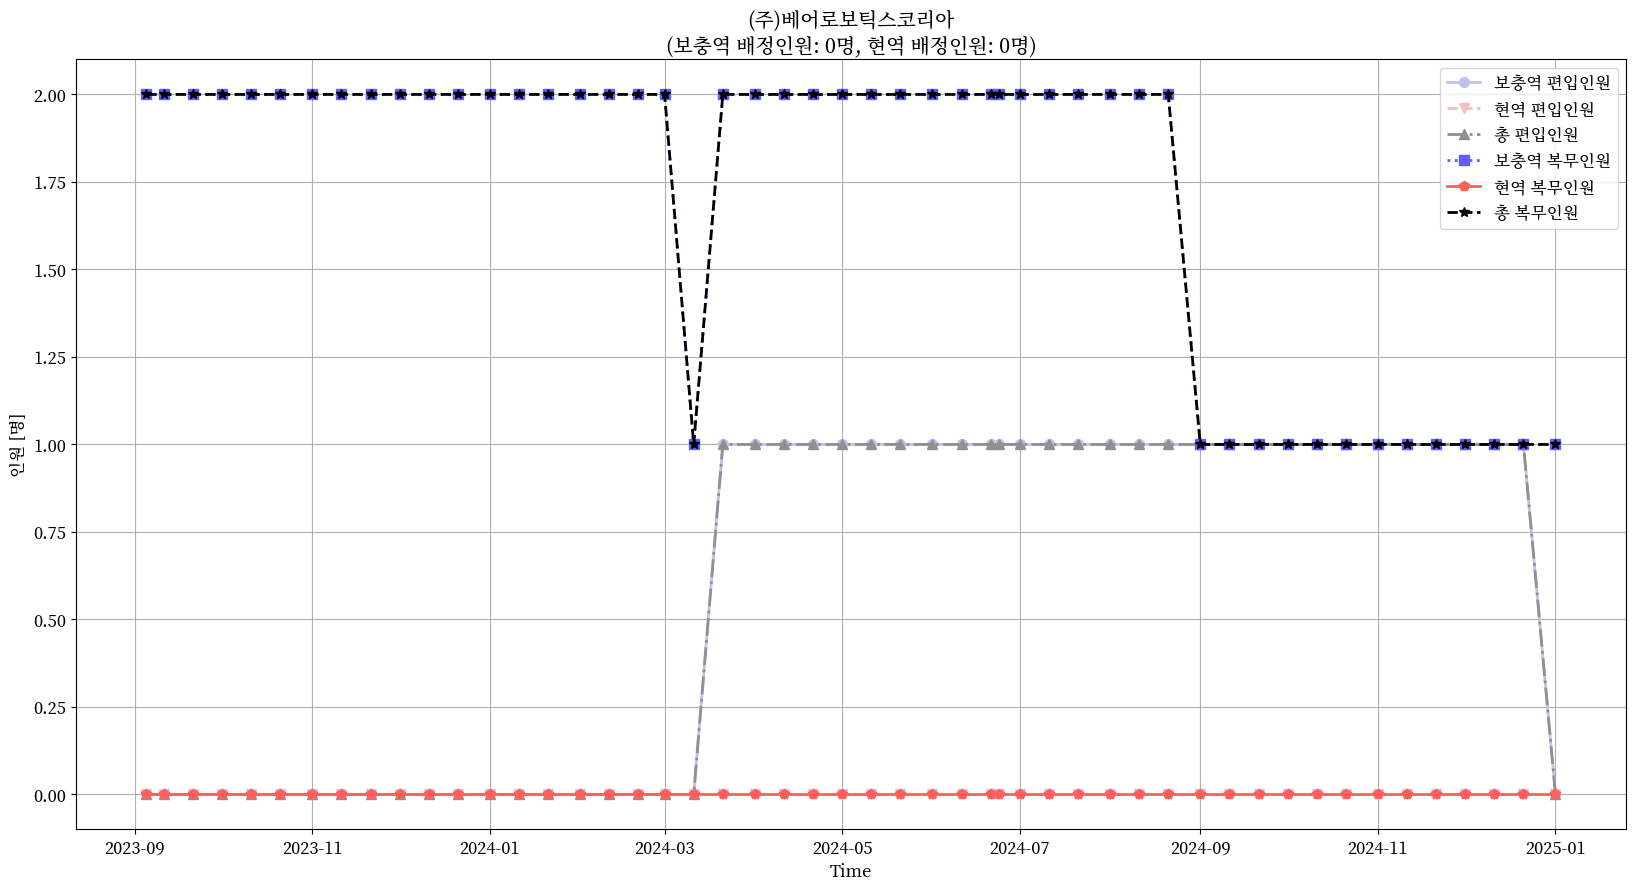 (주)베어로보틱스코리아
(보충역 배정인원: 0명, 현역 배정인원: 0명)
보충역 편입인원
현역 편입인원
총 편입인원
보충역 복무인원
현역 복무인원
총 복무인원
2.00
1.75
1.50
1.25
1.00
0.75
0.50
0.25
0.00
인원 [명]
2023-09
2023-11
2024-01
2024-03
2024-05
2024-07
2024-09
2024-11
2025-01
Time